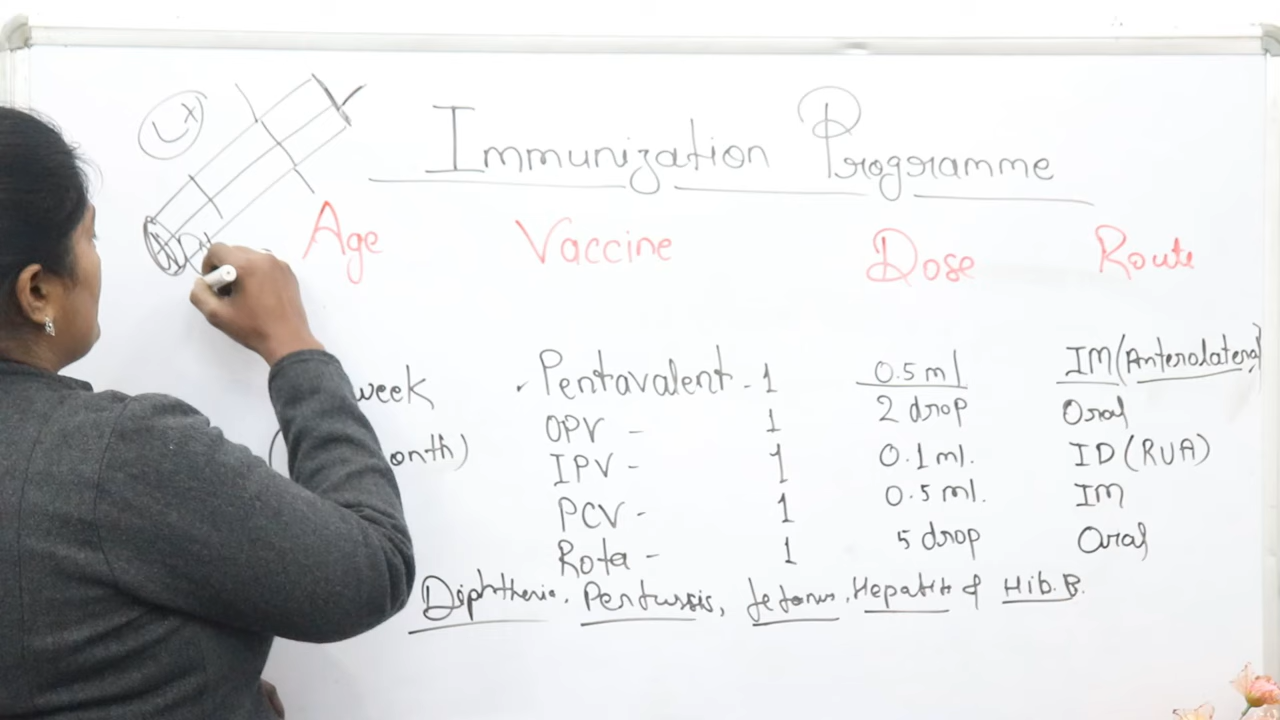 Immunization Programme
Age Vaccine Dose Route
week Pentavalent - 1 0.5 ml IM (Anterolateral)
OPV - 1 2 drop Oral
onth) IPV - 1 0.1 ml. ID (RUA)
PCV - 1 0.5 ml. IM
Rota - 1 5 drop Oral
Diphtheria, Pertussis, tetanus, Hepatitis & Hib. B.